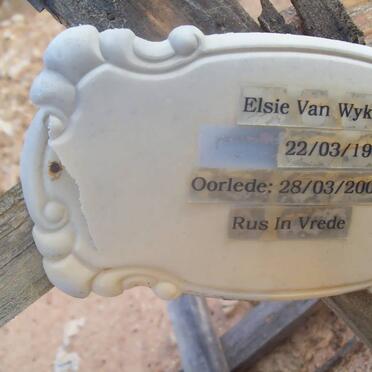 Elsie Van Wyk
22/03/19
Oorlede; 28/03/200
Rus In Vrede